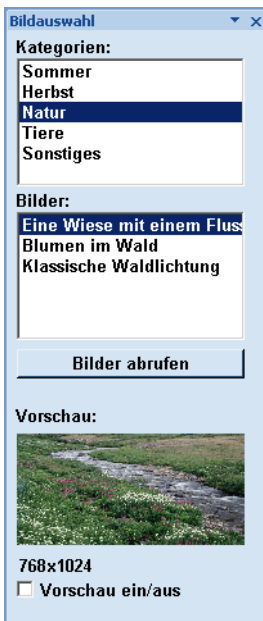 Bildauswahl
Kategorien:
Sommer
Herbst
Natur
Tiere
Sonstiges
Bilder:
Eine Wiese mit einem Fluss
Blumen im Wald
Klassische Waldlichtung
Bilder abrufen
Vorschau:
768x1024
Vorschau ein/aus